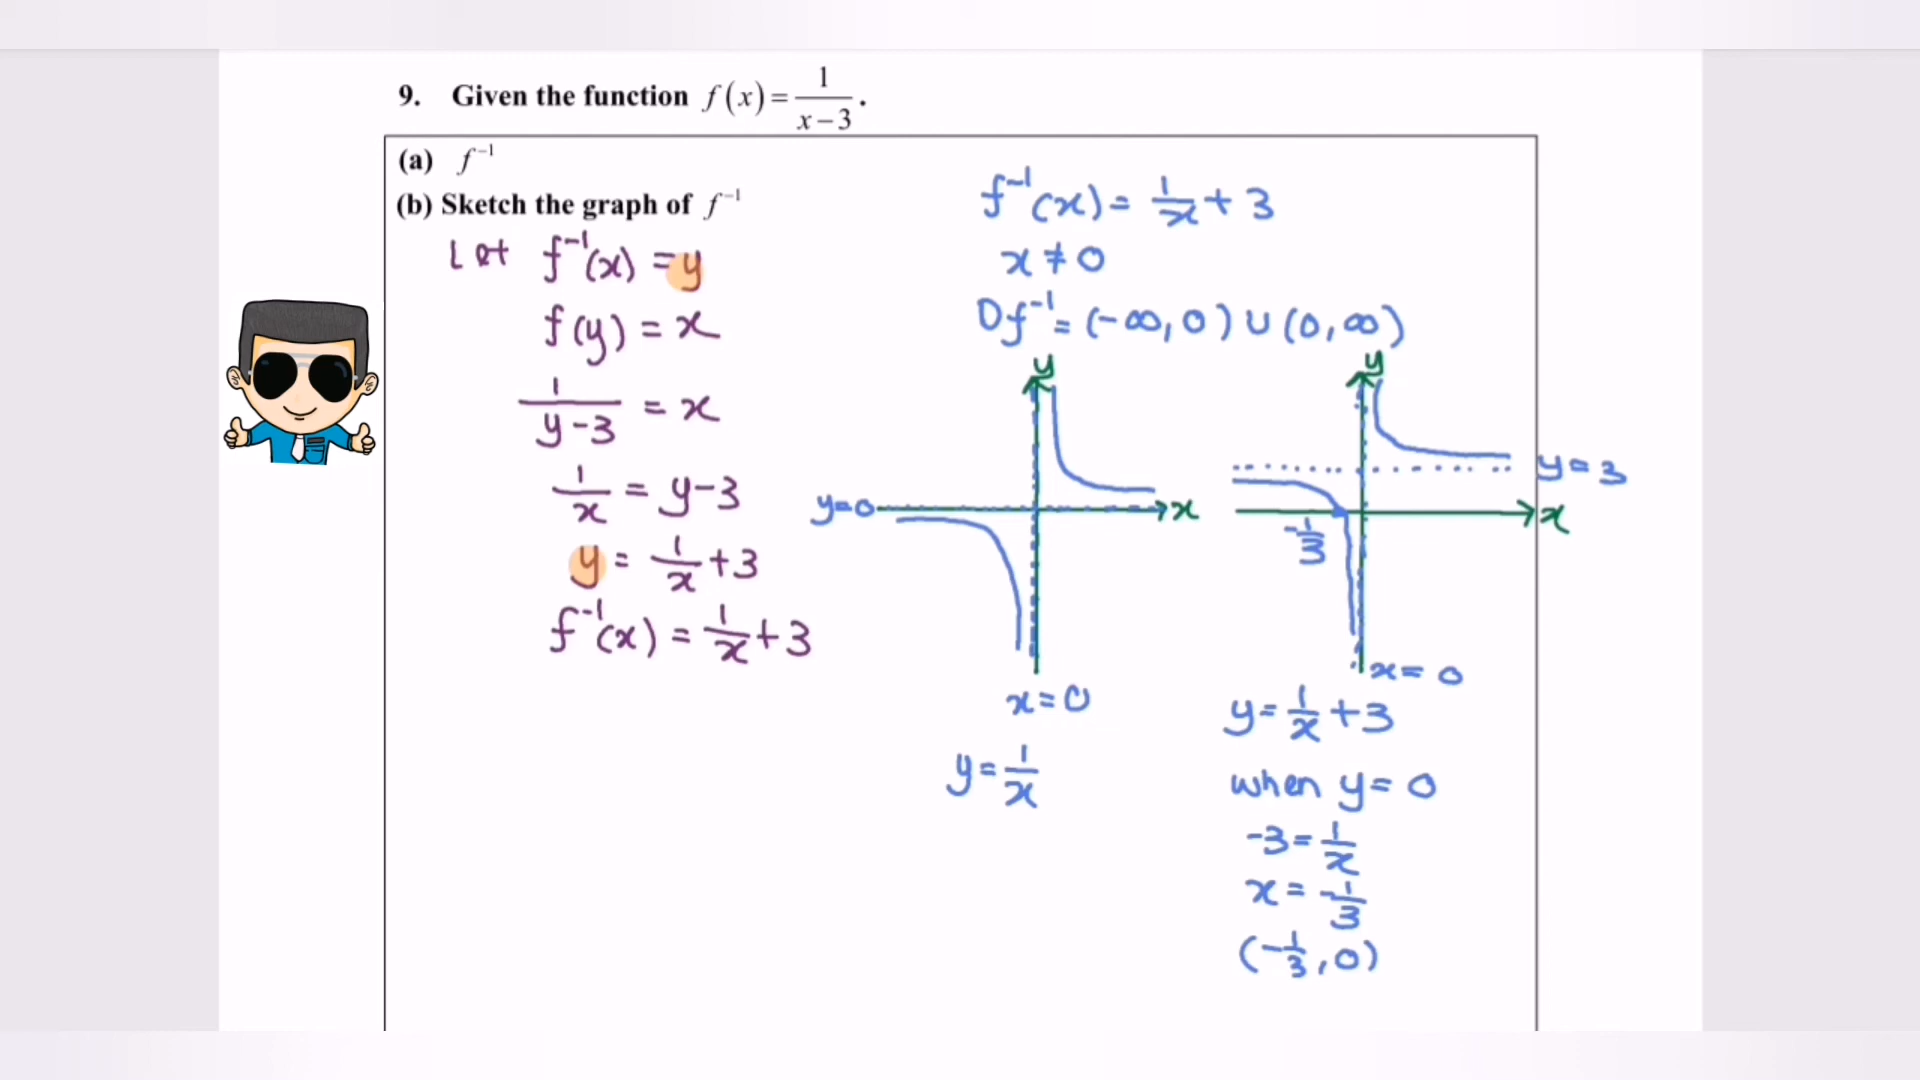 9. Given the function f(x) = 1/(x−3).
(a) f⁻¹
(b) Sketch the graph of f⁻¹
Let f⁻¹(x) = y
f(y) = x
1/(y−3) = x
1/x = y−3
y = 1/x + 3
f⁻¹(x) = 1/x + 3
f⁻¹(x) = 1/x + 3
x ≠ 0
Df⁻¹ = (−∞, 0) ∪ (0, ∞)
y
y=0
x
x = 0
y = 1/x
y
y = 3
x
−1/3
x = 0
y = 1/x + 3
when y = 0
−3 = 1/x
x = −1/3
(−1/3, 0)